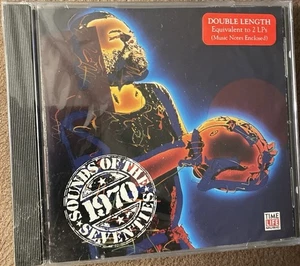 DOUBLE LENGTH
Equivalent to 2 LPs
(Music Notes Enclosed)
SOUNDS OF THE
1970
SEVENTIES
TIME
LIFE